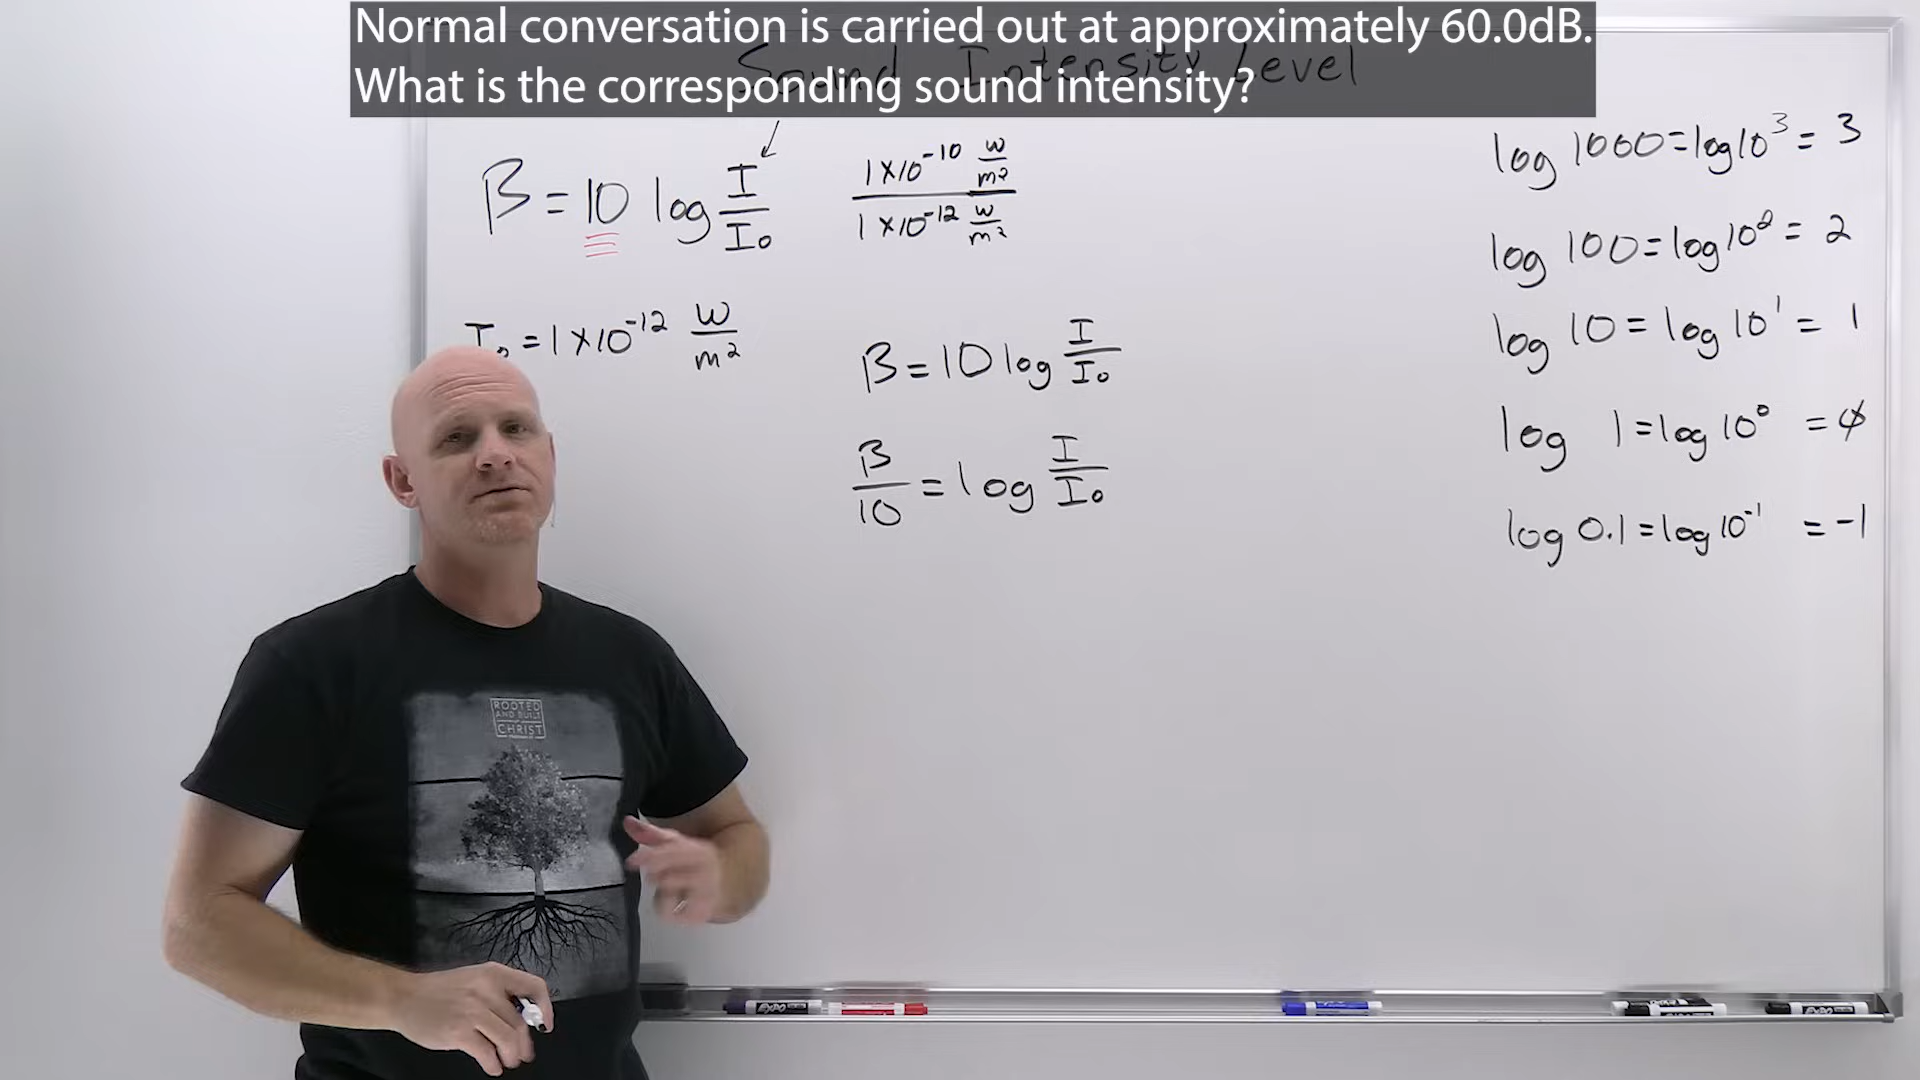 Normal conversation is carried out at approximately 60.0dB.
What is the corresponding sound intensity?
Sound Intensity Level
β = 10 log I/I₀
1×10⁻¹⁰ W/m² / 1×10⁻¹² W/m²
I₀ = 1×10⁻¹² W/m²
β = 10 log I/I₀
β/10 = log I/I₀
log 1000 = log 10³ = 3
log 100 = log 10² = 2
log 10 = log 10¹ = 1
log 1 = log 10⁰ = 0
log 0.1 = log 10⁻¹ = -1
ROOTED
AND BUILT
CHRIST
EXPO
EXPO